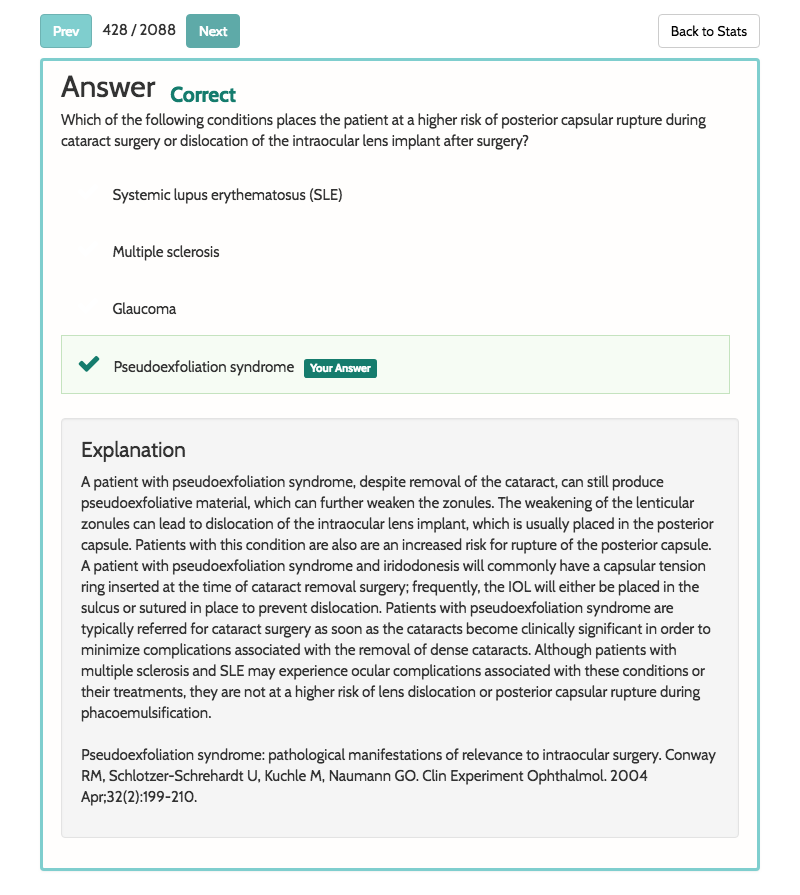 Prev 428 / 2088 Next Back to Stats
Answer Correct
Which of the following conditions places the patient at a higher risk of posterior capsular rupture during
cataract surgery or dislocation of the intraocular lens implant after surgery?
Systemic lupus erythematosus (SLE)
Multiple sclerosis
Glaucoma
Pseudoexfoliation syndrome Your Answer
Explanation
A patient with pseudoexfoliation syndrome, despite removal of the cataract, can still produce
pseudoexfoliative material, which can further weaken the zonules. The weakening of the lenticular
zonules can lead to dislocation of the intraocular lens implant, which is usually placed in the posterior
capsule. Patients with this condition are also are an increased risk for rupture of the posterior capsule.
A patient with pseudoexfoliation syndrome and iridodonesis will commonly have a capsular tension
ring inserted at the time of cataract removal surgery; frequently, the IOL will either be placed in the
sulcus or sutured in place to prevent dislocation. Patients with pseudoexfoliation syndrome are
typically referred for cataract surgery as soon as the cataracts become clinically significant in order to
minimize complications associated with the removal of dense cataracts. Although patients with
multiple sclerosis and SLE may experience ocular complications associated with these conditions or
their treatments, they are not at a higher risk of lens dislocation or posterior capsular rupture during
phacoemulsification.
Pseudoexfoliation syndrome: pathological manifestations of relevance to intraocular surgery. Conway
RM, Schlotzer-Schrehardt U, Kuchle M, Naumann GO. Clin Experiment Ophthalmol. 2004
Apr;32(2):199-210.